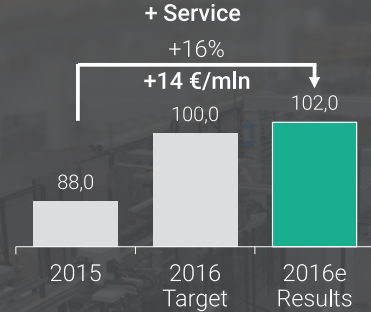 + Service
+16%
+14 €/mln
100,0
102,0
88,0
2015
2016
Target
2016e
Results